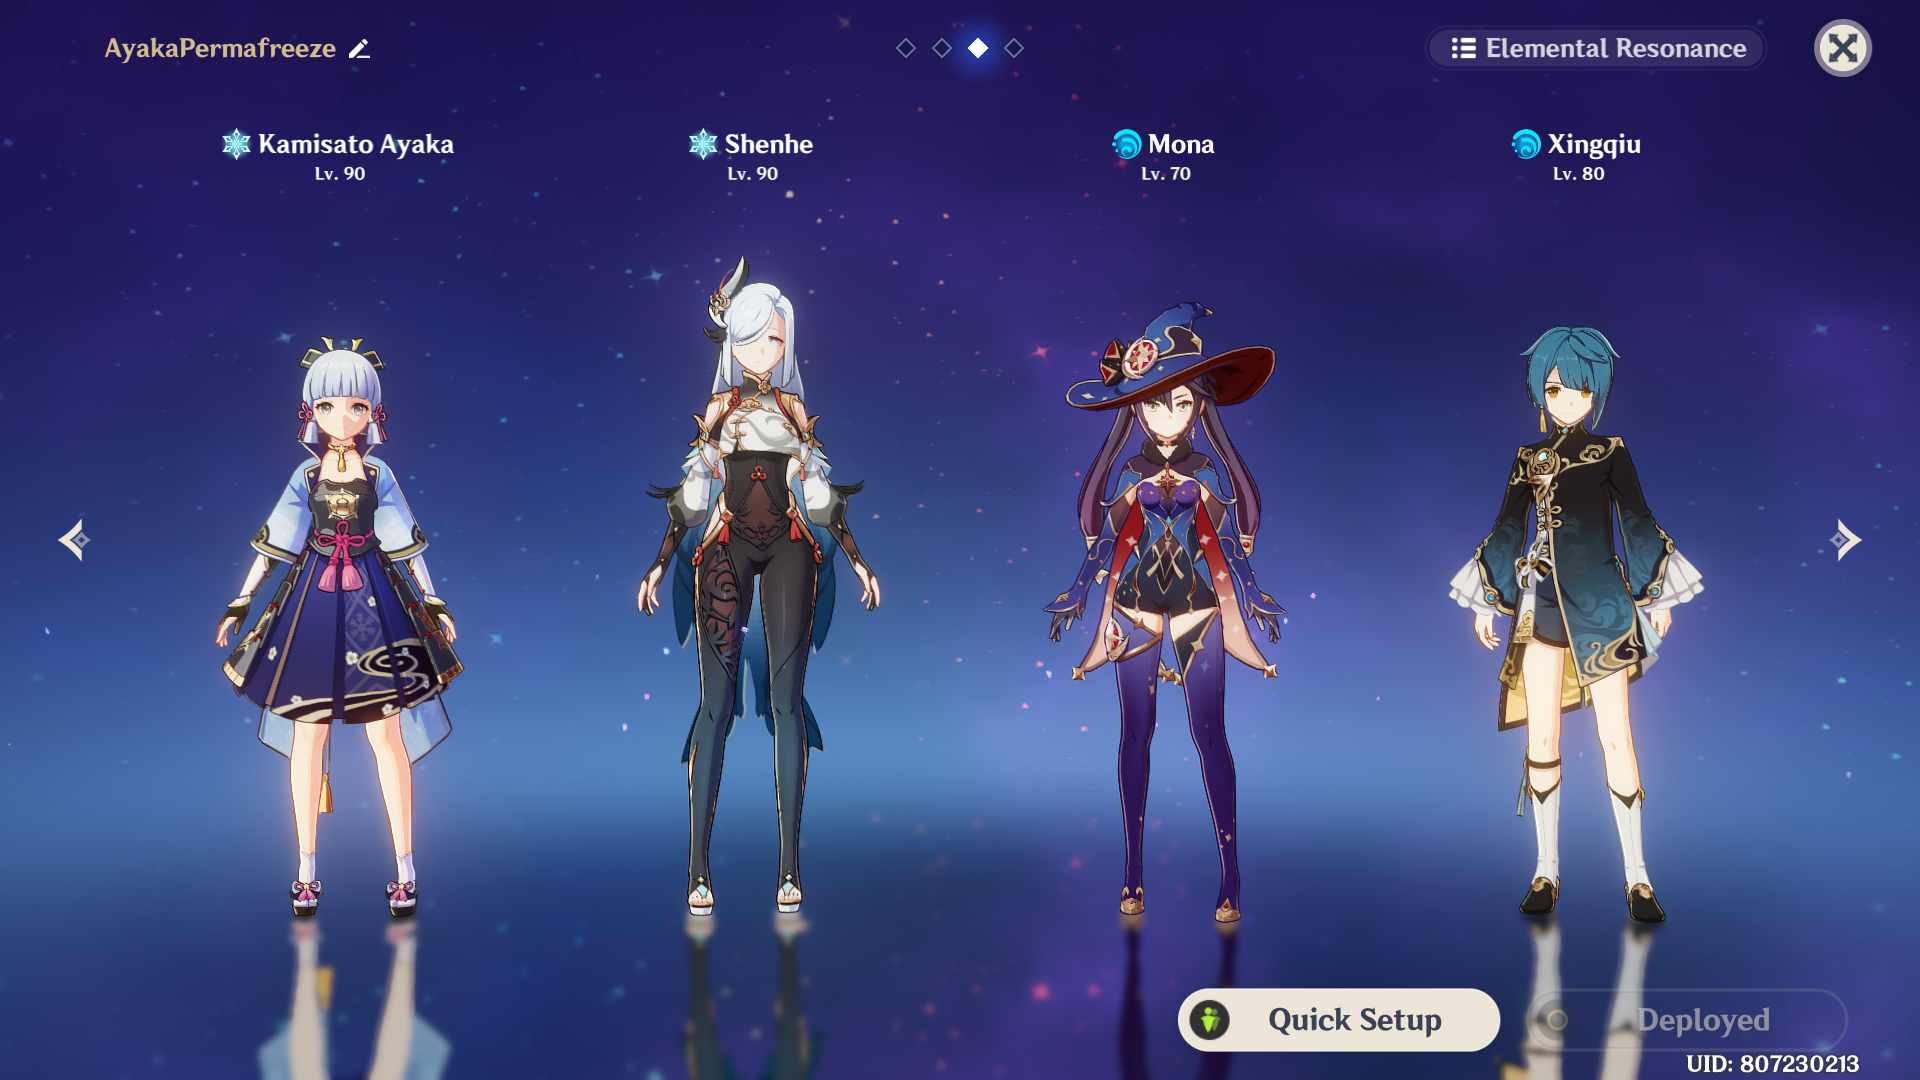 AyakaPermafreeze
Elemental Resonance
Kamisato Ayaka
Lv. 90
Shenhe
Lv. 90
Mona
Lv. 70
Xingqiu
Lv. 80
Quick Setup
Deployed
UID: 807230213